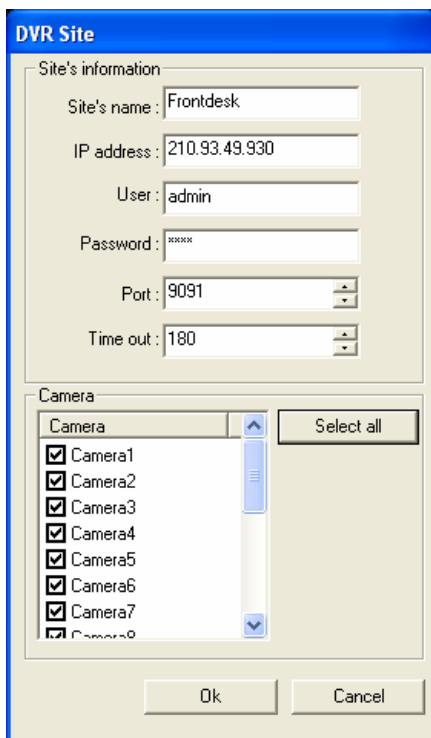 DVR Site
Site's information
Site's name : Frontdesk
IP address : 210.93.49.930
User : admin
Password : ××××
Port : 9091
Time out : 180
Camera
Camera
Select all
Camera1
Camera2
Camera3
Camera4
Camera5
Camera6
Camera7
Camera8
Ok Cancel